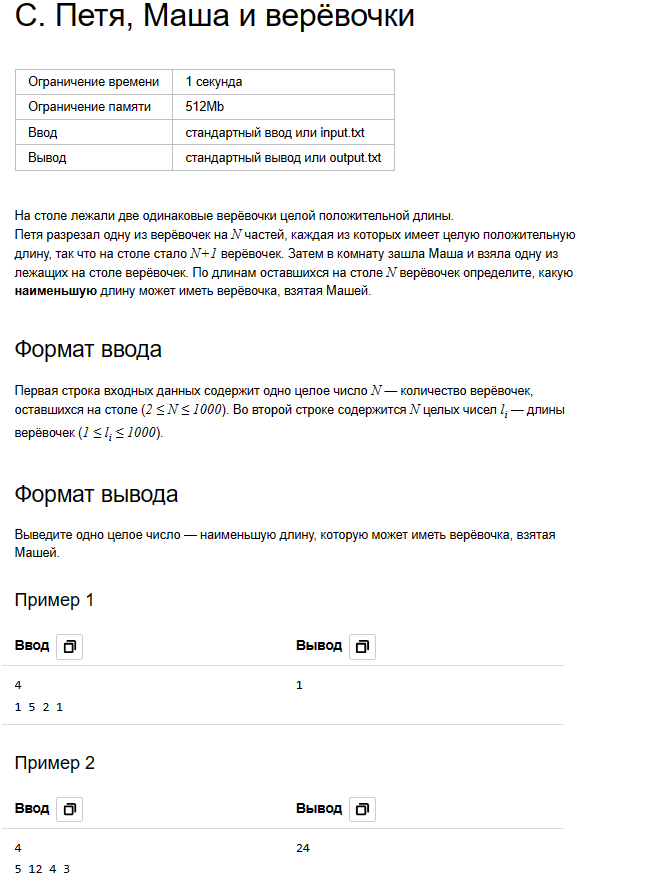 C. Петя, Маша и верёвочки
Ограничение времени 1 секунда
Ограничение памяти 512Mb
Ввод стандартный ввод или input.txt
Вывод стандартный вывод или output.txt
На столе лежали две одинаковые верёвочки целой положительной длины.
Петя разрезал одну из верёвочек на N частей, каждая из которых имеет целую положительную
длину, так что на столе стало N+1 верёвочек. Затем в комнату зашла Маша и взяла одну из
лежащих на столе верёвочек. По длинам оставшихся на столе N верёвочек определите, какую
наименьшую длину может иметь верёвочка, взятая Машей.
Формат ввода
Первая строка входных данных содержит одно целое число N — количество верёвочек,
оставшихся на столе (2 ≤ N ≤ 1000). Во второй строке содержится N целых чисел l_i — длины
верёвочек (1 ≤ l_i ≤ 1000).
Формат вывода
Выведите одно целое число — наименьшую длину, которую может иметь верёвочка, взятая
Машей.
Пример 1
Ввод Вывод
4 1
1 5 2 1
Пример 2
Ввод Вывод
4 24
5 12 4 3